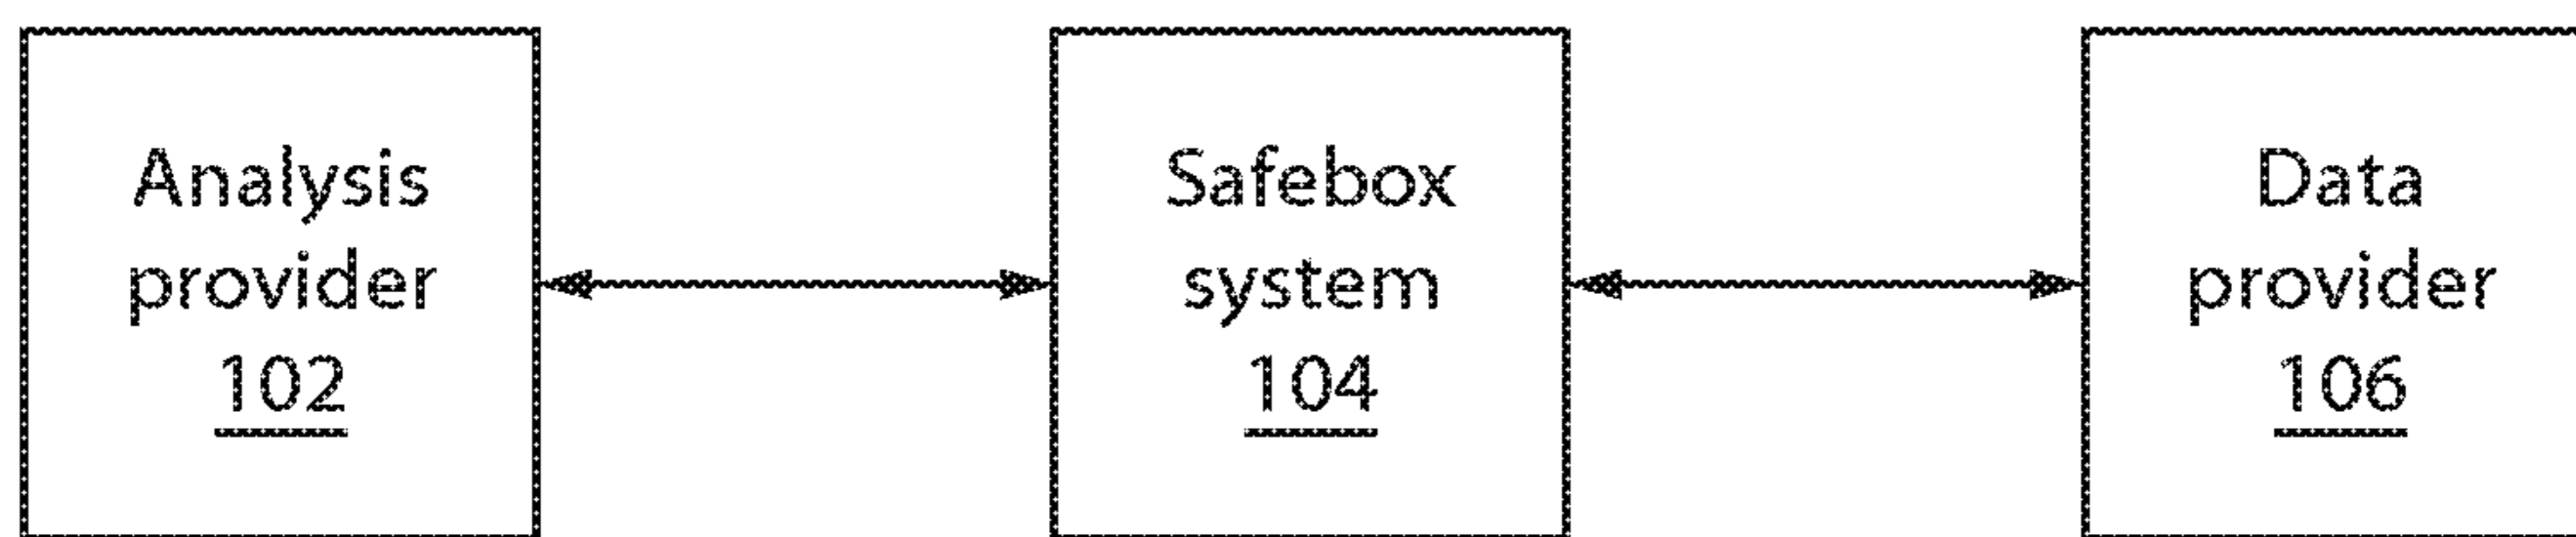 Analysis
provider
102
Safebox
system
104
Data
provider
106